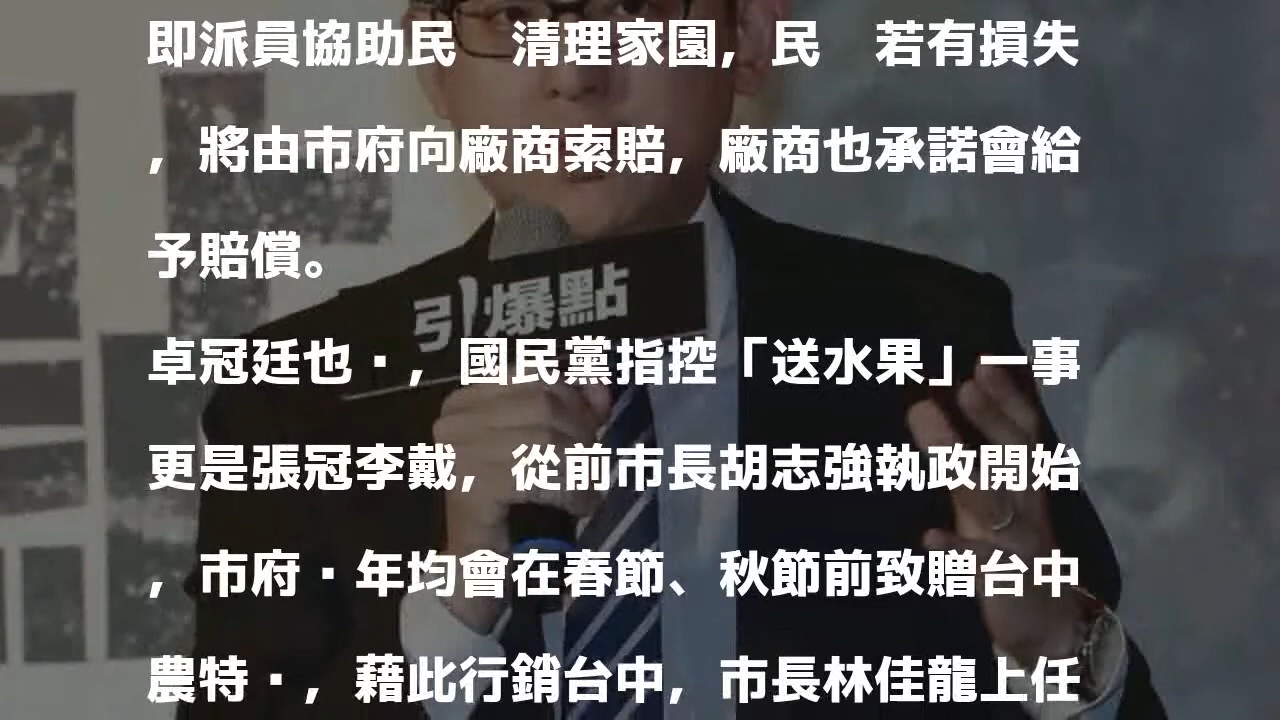 即派員協助民　清理家園，民　若有損失
，將由市府向廠商索賠，廠商也承諾會給
予賠償。
引爆點
卓冠廷也▪，國民黨指控「送水果」一事
更是張冠李戴，從前市長胡志強執政開始
，市府▪年均會在春節、秋節前致贈台中
農特▪，藉此行銷台中，市長林佳龍上任